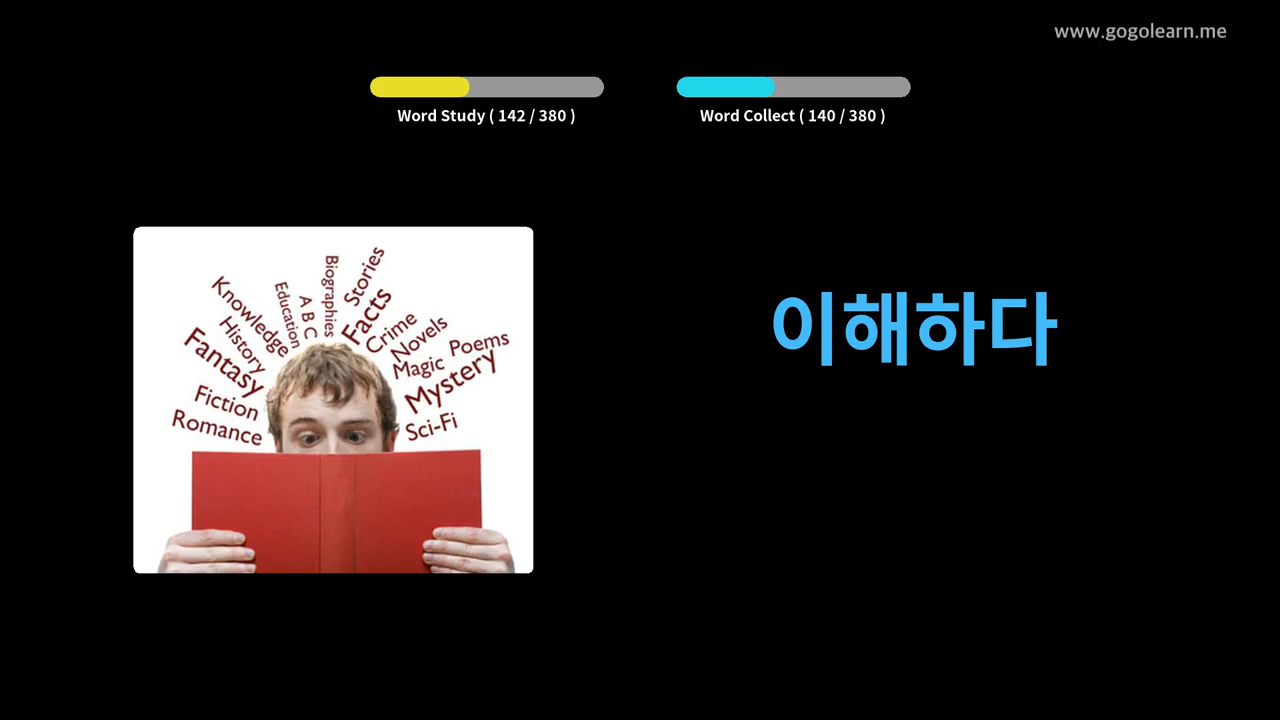 www.gogolearn.me
Word Study ( 142 / 380 )
Word Collect ( 140 / 380 )
Stories
Biographies
Facts
A B C
Education
Knowledge
History
Crime
Novels
Poems
Magic
Mystery
Fantasy
Fiction
Romance
Sci-Fi
이해하다